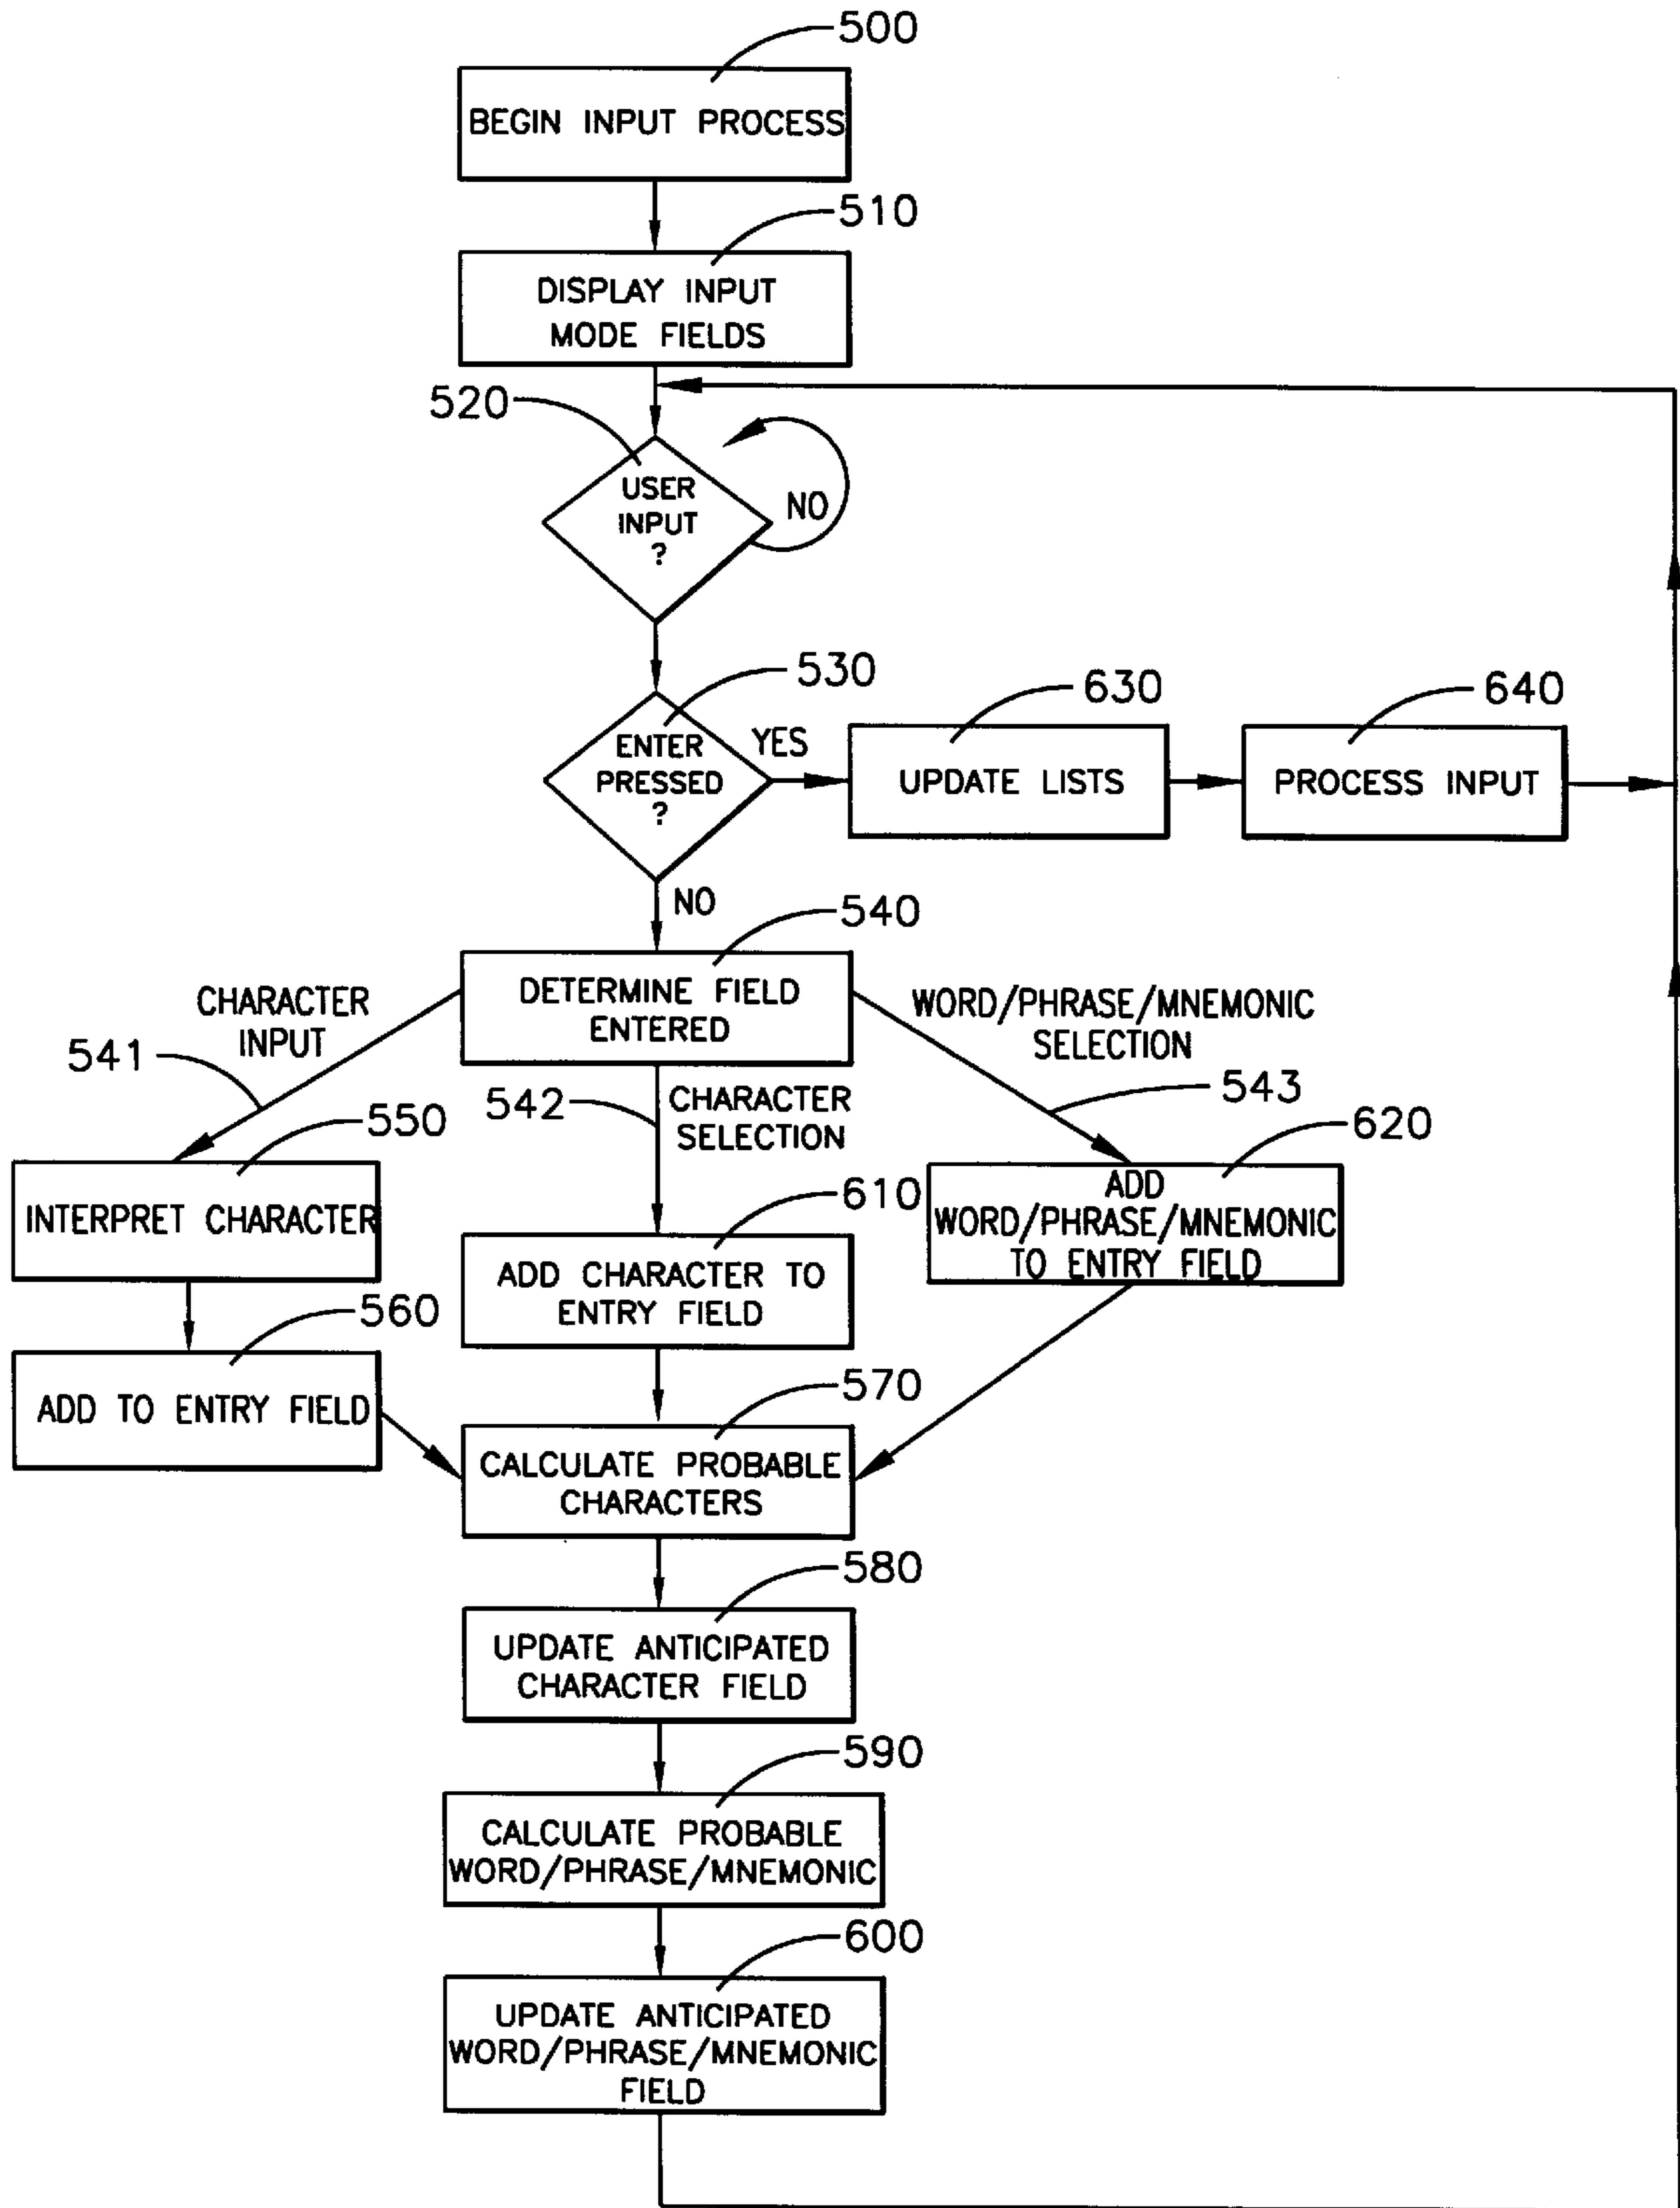 500
BEGIN INPUT PROCESS
510
DISPLAY INPUT
MODE FIELDS
520
USER
INPUT
?
NO
530
ENTER
PRESSED
?
YES
630
UPDATE LISTS
640
PROCESS INPUT
NO
540
DETERMINE FIELD
ENTERED
CHARACTER
INPUT
541
WORD/PHRASE/MNEMONIC
SELECTION
543
542
CHARACTER
SELECTION
550
INTERPRET CHARACTER
610
ADD CHARACTER TO
ENTRY FIELD
620
ADD
WORD/PHRASE/MNEMONIC
TO ENTRY FIELD
560
ADD TO ENTRY FIELD
570
CALCULATE PROBABLE
CHARACTERS
580
UPDATE ANTICIPATED
CHARACTER FIELD
590
CALCULATE PROBABLE
WORD/PHRASE/MNEMONIC
600
UPDATE ANTICIPATED
WORD/PHRASE/MNEMONIC
FIELD